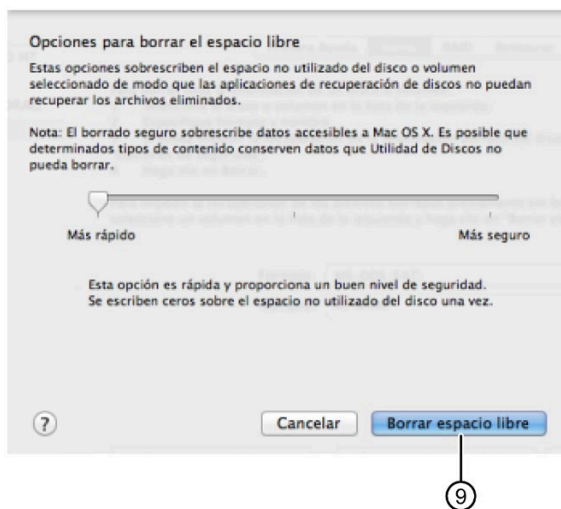 Opciones para borrar el espacio libre
Estas opciones sobrescriben el espacio no utilizado del disco o volumen
seleccionado de modo que las aplicaciones de recuperación de discos no puedan
recuperar los archivos eliminados.
Nota: El borrado seguro sobrescribe datos accesibles a Mac OS X. Es posible que
determinados tipos de contenido conserven datos que Utilidad de Discos no
pueda borrar.
Más rápido
Más seguro
Esta opción es rápida y proporciona un buen nivel de seguridad.
Se escriben ceros sobre el espacio no utilizado del disco una vez.
?
Cancelar
Borrar espacio libre
9